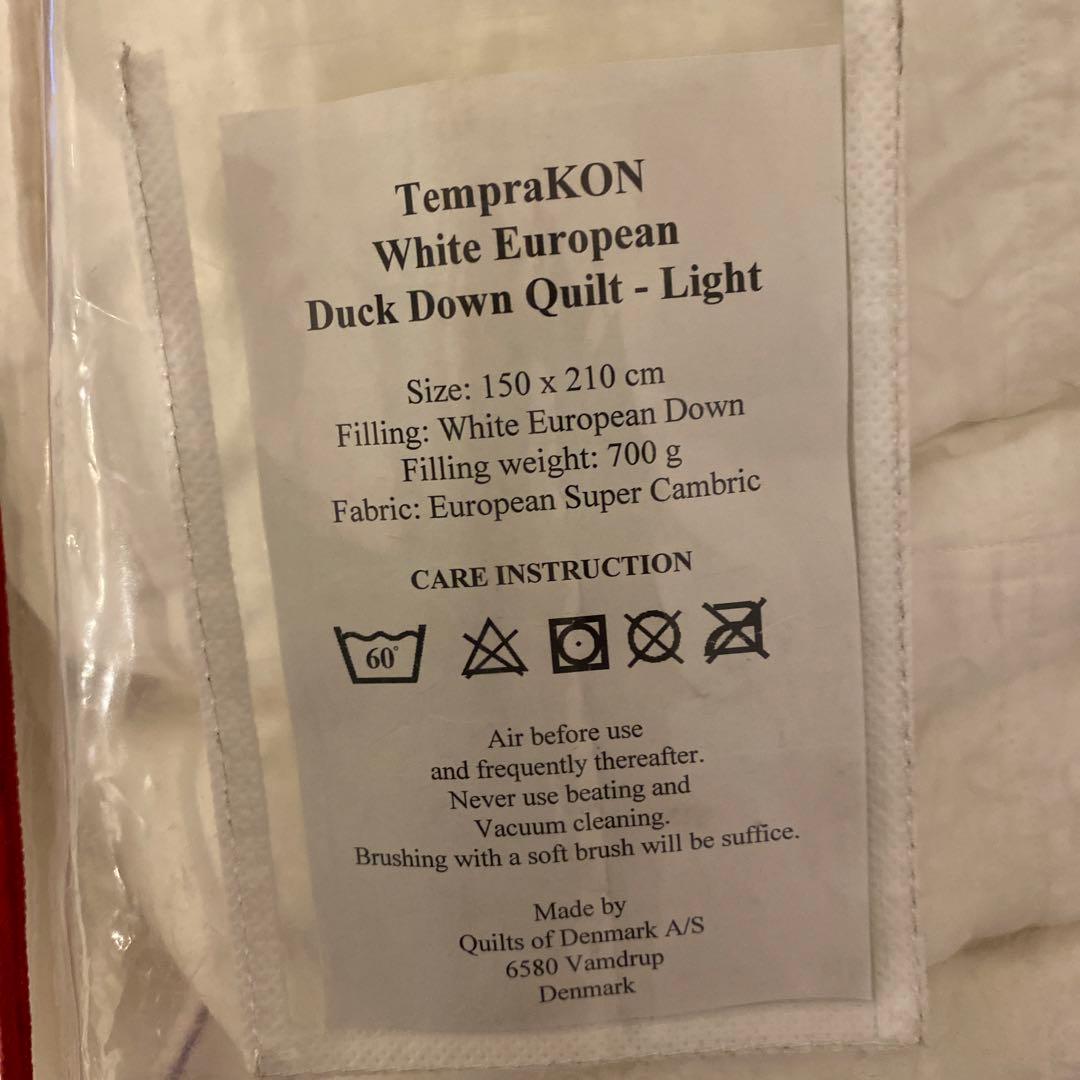 TempraKON
White European
Duck Down Quilt - Light
Size: 150 x 210 cm
Filling: White European Down
Filling weight: 700 g
Fabric: European Super Cambric
CARE INSTRUCTION
60°
Air before use
and frequently thereafter.
Never use beating and
Vacuum cleaning.
Brushing with a soft brush will be suffice.
Made by
Quilts of Denmark A/S
6580 Vamdrup
Denmark